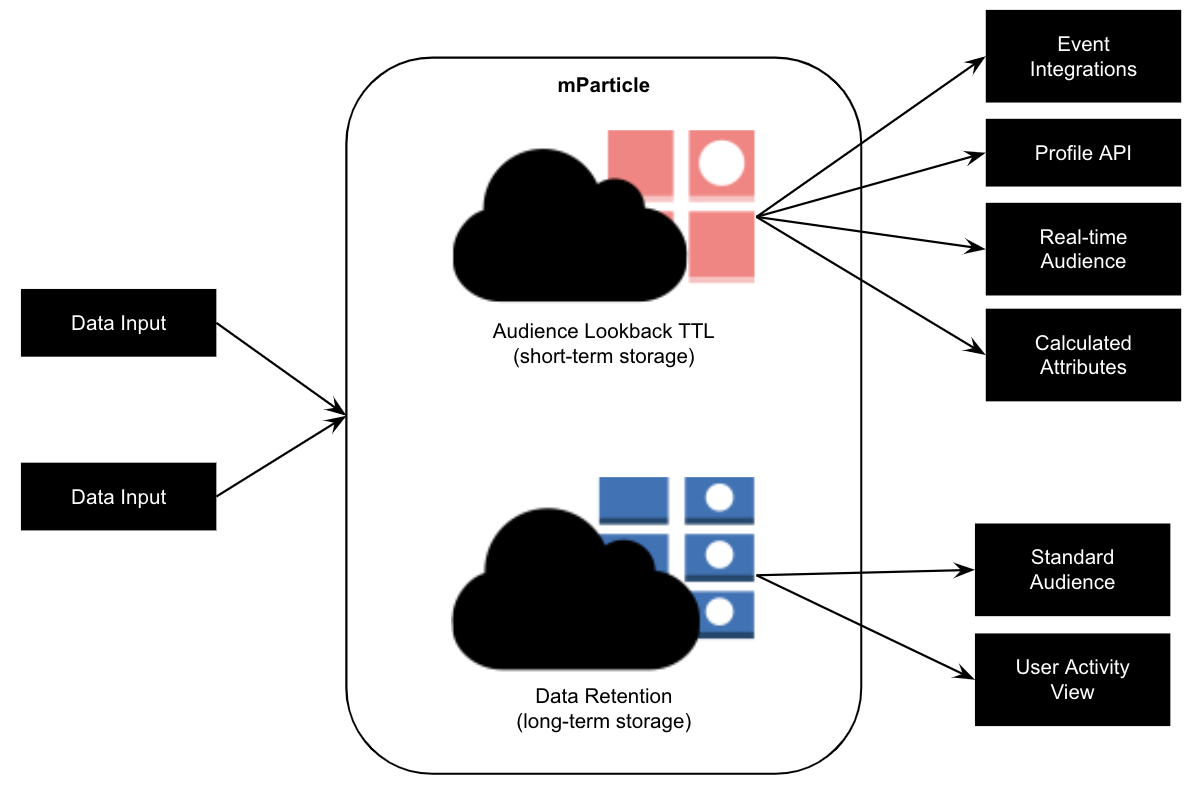 mParticle
Data Input
Data Input
Audience Lookback TTL
(short-term storage)
Data Retention
(long-term storage)
Event
Integrations
Profile API
Real-time
Audience
Calculated
Attributes
Standard
Audience
User Activity
View